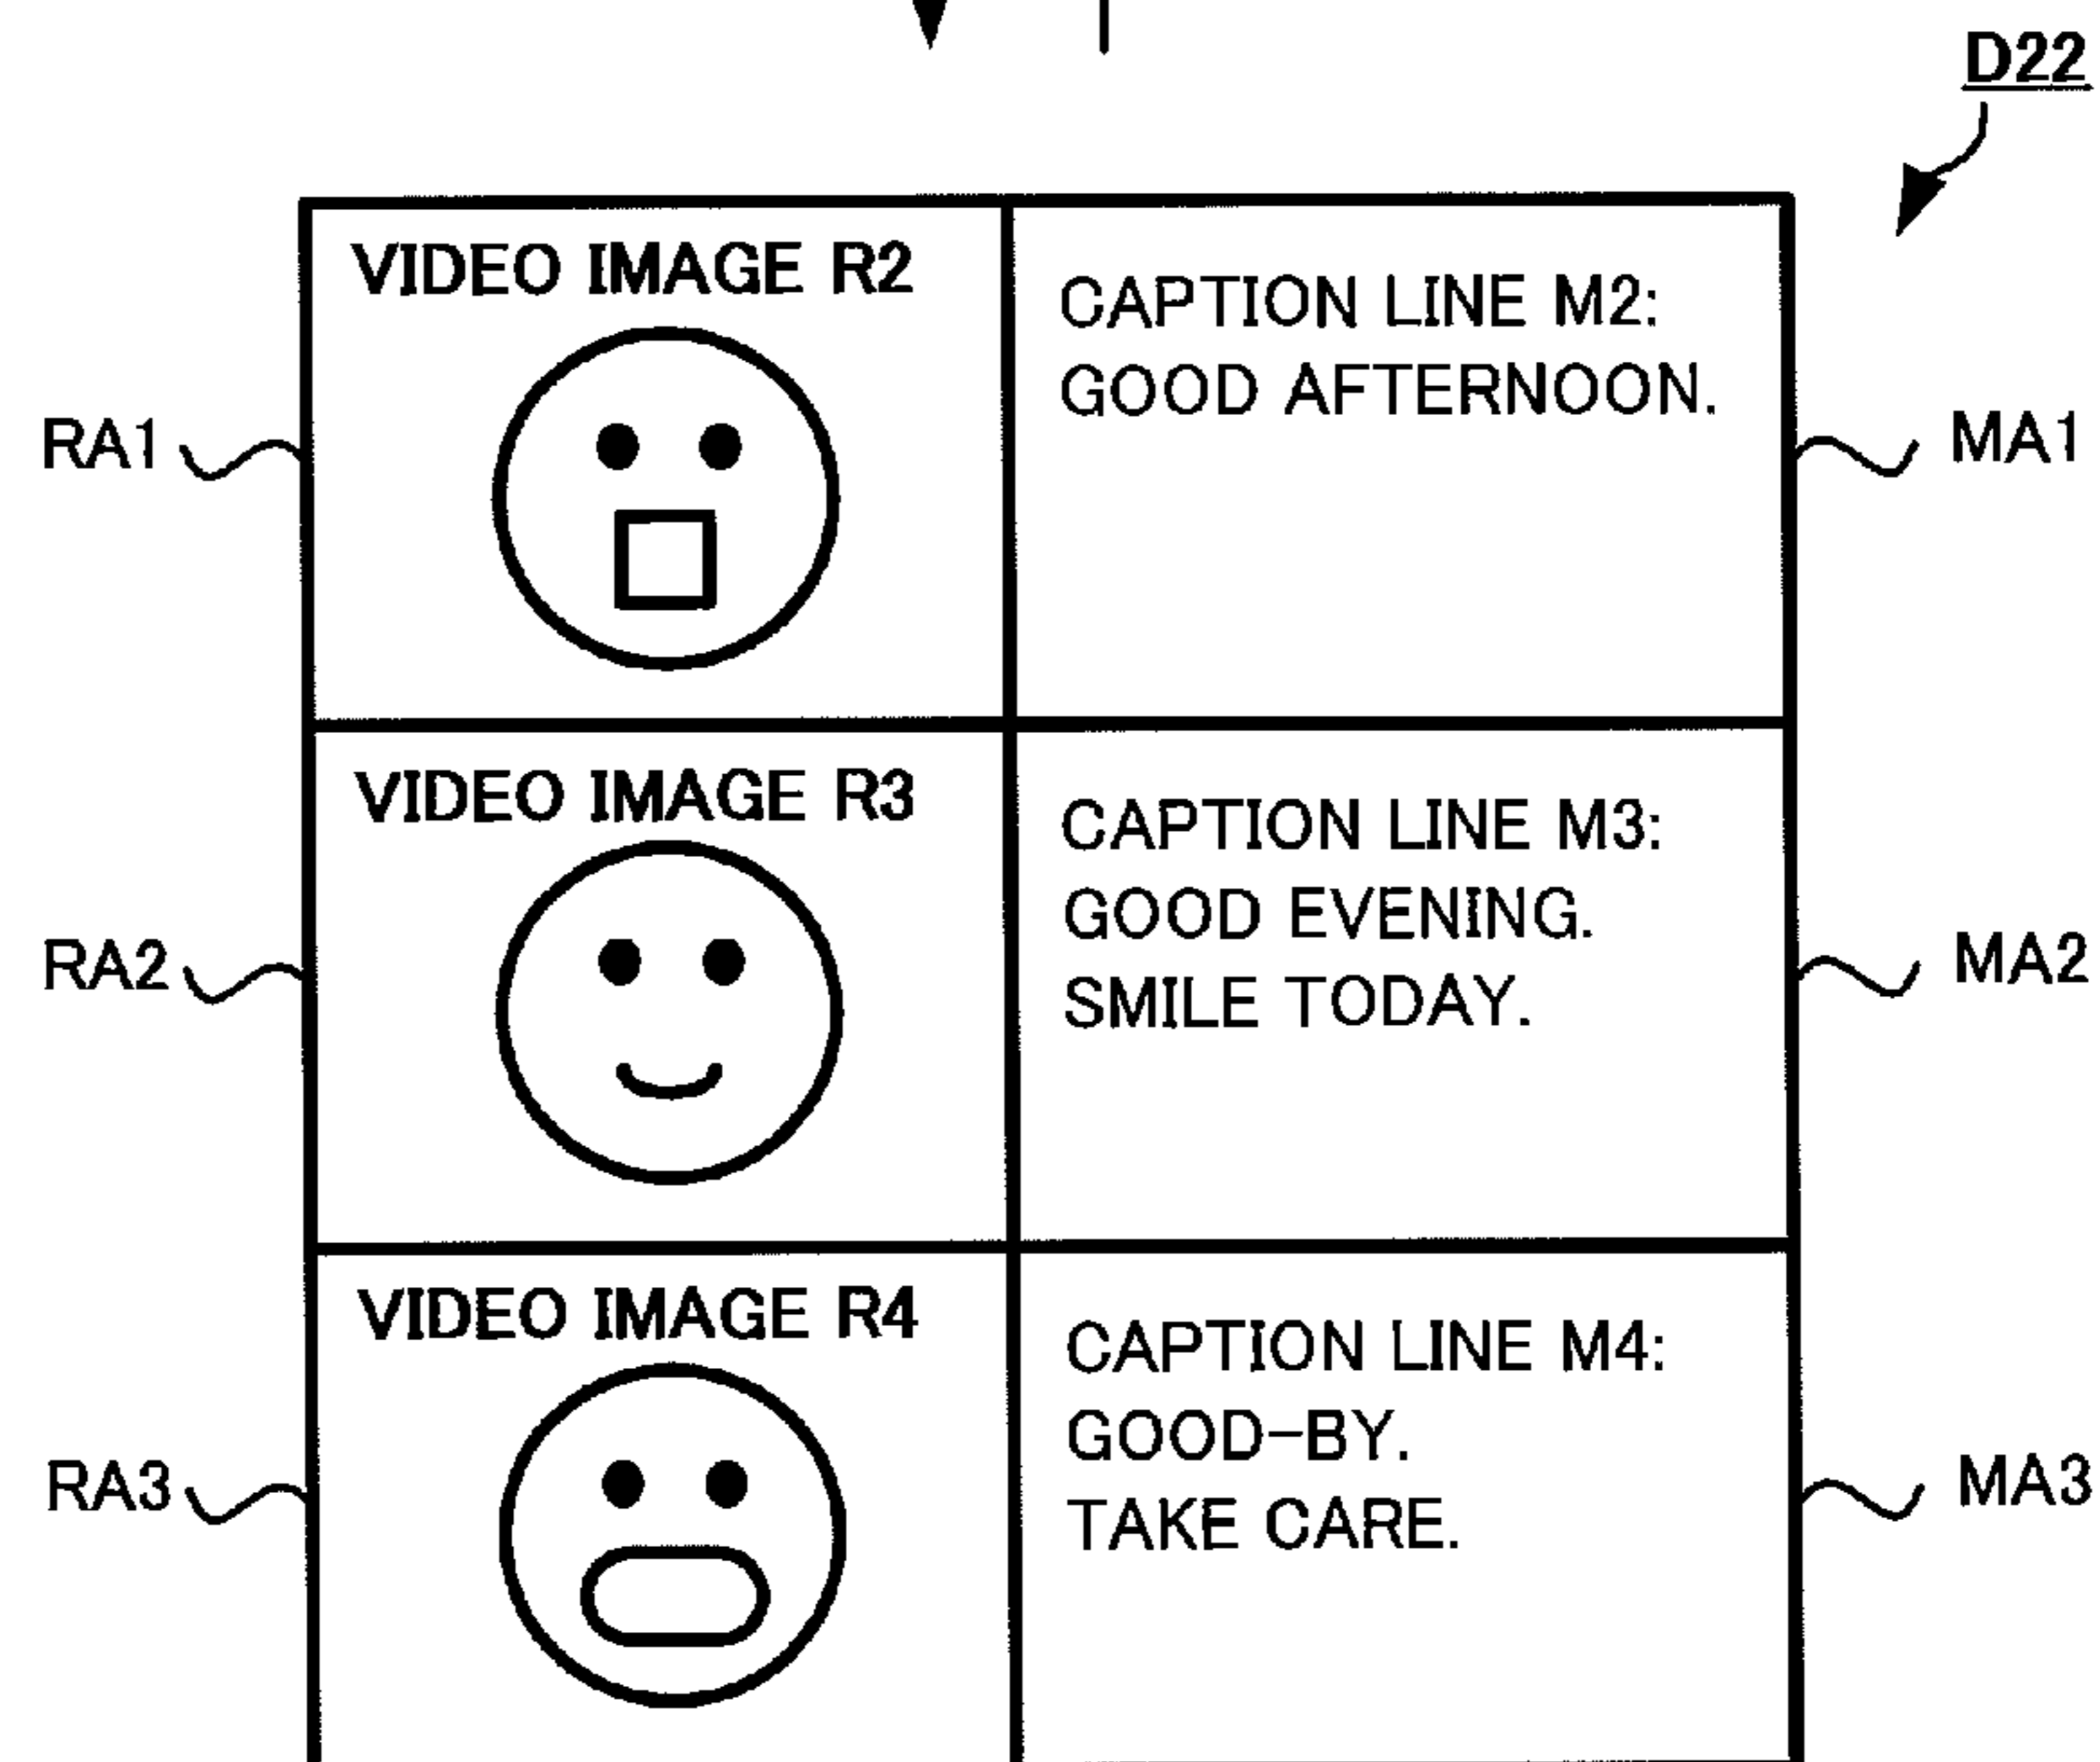 D22
VIDEO IMAGE R2
CAPTION LINE M2:
GOOD AFTERNOON.
RA1
MA1
VIDEO IMAGE R3
CAPTION LINE M3:
GOOD EVENING.
SMILE TODAY.
RA2
MA2
VIDEO IMAGE R4
CAPTION LINE M4:
GOOD-BY.
TAKE CARE.
RA3
MA3